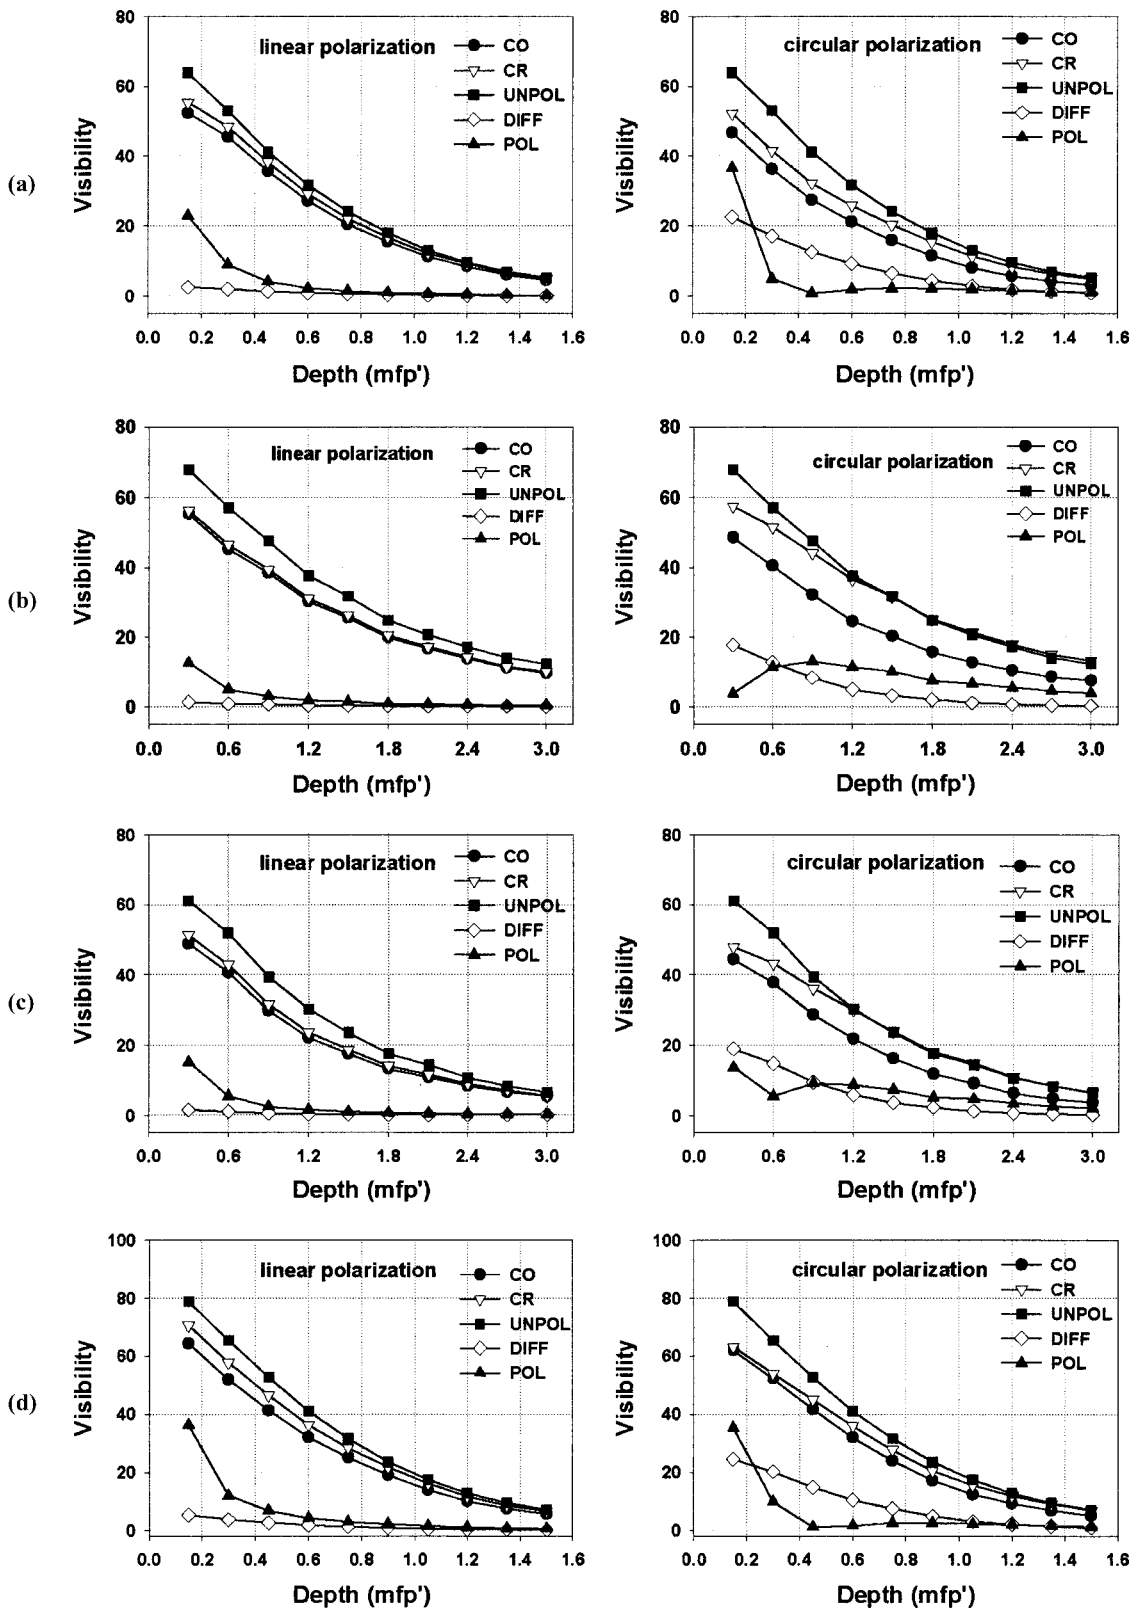 (a)
linear polarization
CO
CR
UNPOL
DIFF
POL
Visibility
80
60
40
20
0
0.0 0.2 0.4 0.6 0.8 1.0 1.2 1.4 1.6
Depth (mfp')
circular polarization
CO
CR
UNPOL
DIFF
POL
Visibility
80
60
40
20
0
0.0 0.2 0.4 0.6 0.8 1.0 1.2 1.4 1.6
Depth (mfp')
(b)
linear polarization
CO
CR
UNPOL
DIFF
POL
Visibility
80
60
40
20
0
0.0 0.6 1.2 1.8 2.4 3.0
Depth (mfp')
circular polarization
CO
CR
UNPOL
DIFF
POL
Visibility
80
60
40
20
0
0.0 0.6 1.2 1.8 2.4 3.0
Depth (mfp')
(c)
linear polarization
CO
CR
UNPOL
DIFF
POL
Visibility
80
60
40
20
0
0.0 0.6 1.2 1.8 2.4 3.0
Depth (mfp')
circular polarization
CO
CR
UNPOL
DIFF
POL
Visibility
80
60
40
20
0
0.0 0.6 1.2 1.8 2.4 3.0
Depth (mfp')
(d)
linear polarization
CO
CR
UNPOL
DIFF
POL
Visibility
100
80
60
40
20
0
0.0 0.2 0.4 0.6 0.8 1.0 1.2 1.4 1.6
Depth (mfp')
circular polarization
CO
CR
UNPOL
DIFF
POL
Visibility
100
80
60
40
20
0
0.0 0.2 0.4 0.6 0.8 1.0 1.2 1.4 1.6
Depth (mfp')